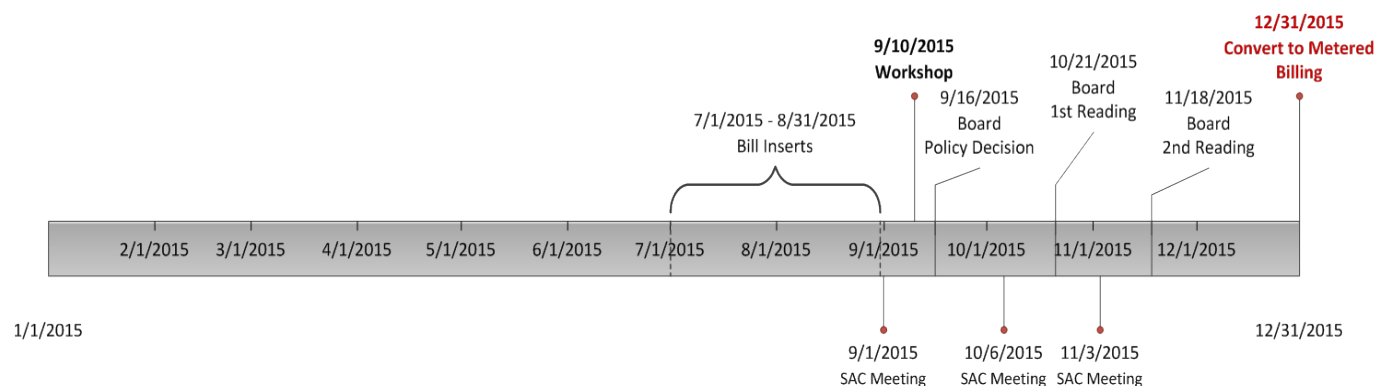 12/31/2015
Convert to Metered
Billing
9/10/2015
Workshop
10/21/2015
Board
1st Reading
9/16/2015
Board
Policy Decision
11/18/2015
Board
2nd Reading
7/1/2015 - 8/31/2015
Bill Inserts
2/1/2015 3/1/2015 4/1/2015 5/1/2015 6/1/2015 7/1/2015 8/1/2015 9/1/2015 10/1/2015 11/1/2015 12/1/2015
1/1/2015
12/31/2015
9/1/2015
SAC Meeting
10/6/2015
SAC Meeting
11/3/2015
SAC Meeting